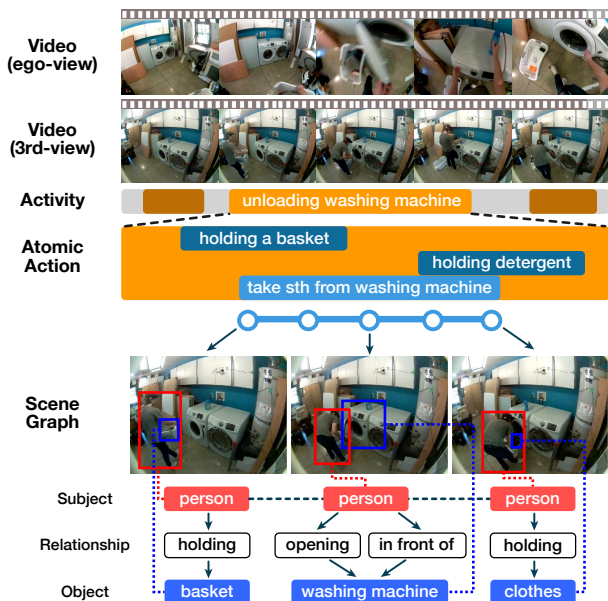 Video
(ego-view)
Video
(3rd-view)
Activity
unloading washing machine
Atomic
Action
holding a basket
holding detergent
take sth from washing machine
Scene
Graph
Subject
person
person
person
Relationship
holding
opening
in front of
holding
Object
basket
washing machine
clothes